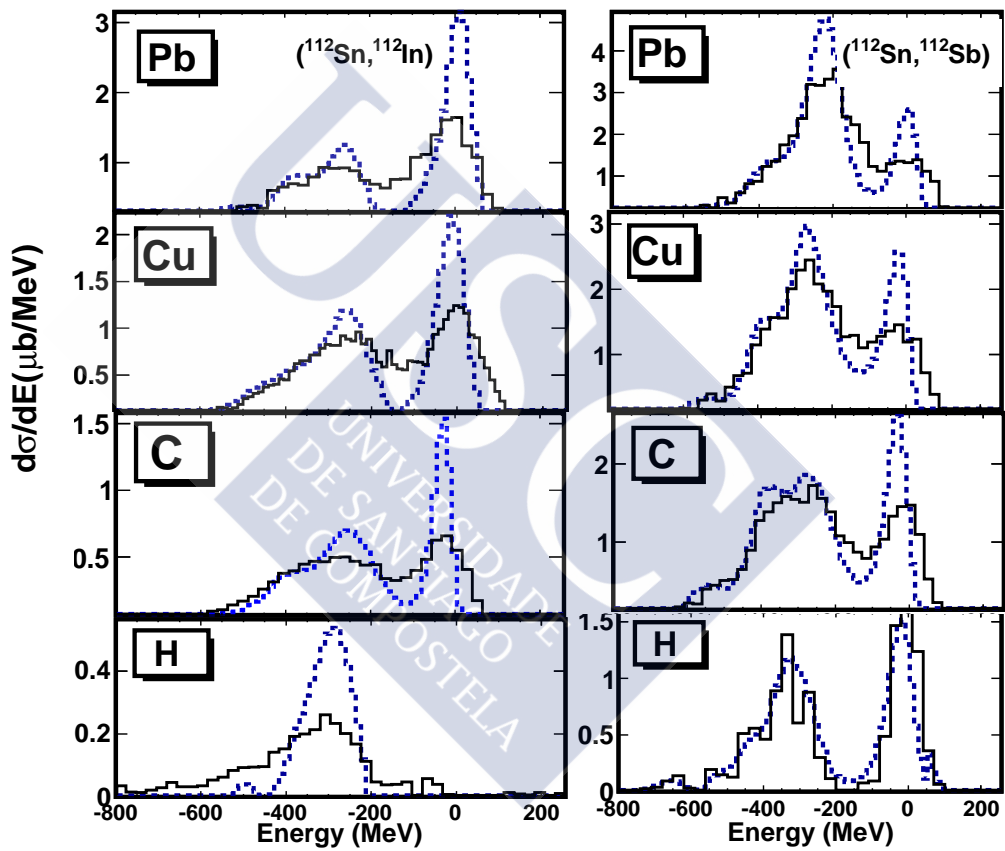 Pb
(¹¹²Sn,¹¹²In)
3
2
1
Pb
(¹¹²Sn,¹¹²Sb)
4
3
2
1
dσ/dE(μb/MeV)
Cu
2
1.5
1
0.5
Cu
3
2
1
C
1.5
1
0.5
C
2
1
H
0.4
0.2
0
H
1.5
1
0.5
0
-800 -600 -400 -200 0 200
Energy (MeV)
-800 -600 -400 -200 0 200
Energy (MeV)
USC
UNIVERSIDADE
DE SANTIAGO
DE COMPOSTELA